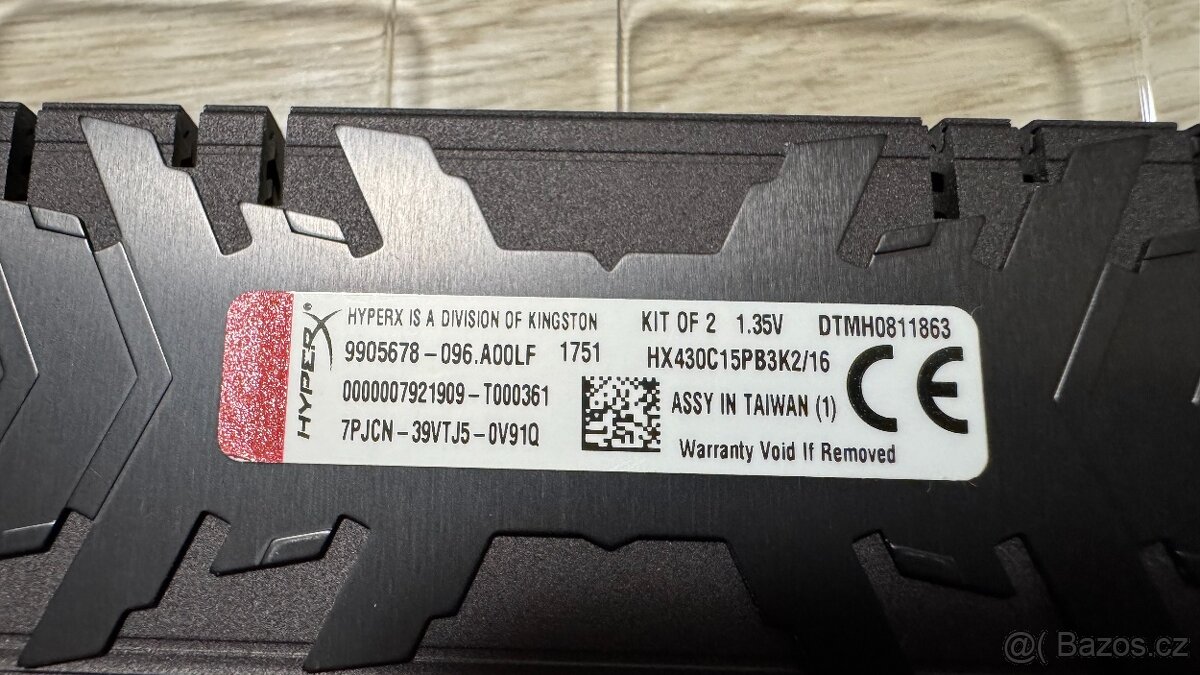 HYPERX
HYPERX IS A DIVISION OF KINGSTON KIT OF 2 1.35V DTMH0811863
9905678-096.A00LF 1751 HX430C15PB3K2/16
0000007921909-T000361 ASSY IN TAIWAN (1) CE
7PJCN-39VTJ5-0V91Q Warranty Void If Removed
@( Bazos.cz